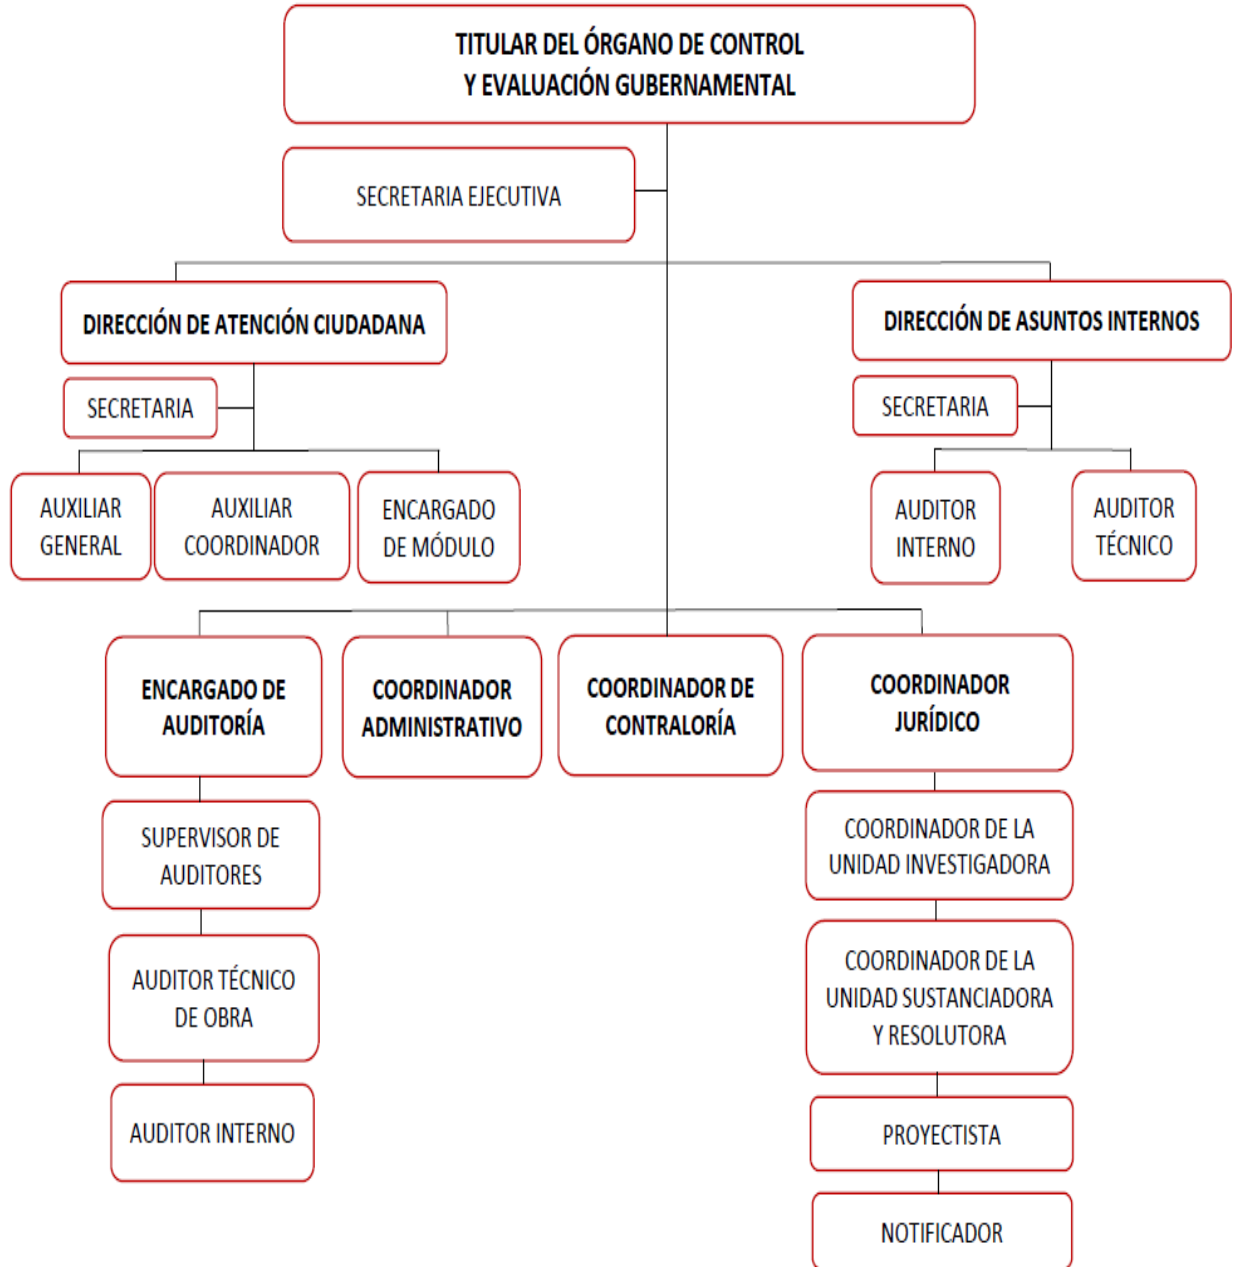 TITULAR DEL ÓRGANO DE CONTROL
Y EVALUACIÓN GUBERNAMENTAL
SECRETARIA EJECUTIVA
DIRECCIÓN DE ATENCIÓN CIUDADANA
DIRECCIÓN DE ASUNTOS INTERNOS
SECRETARIA
SECRETARIA
AUXILIAR
GENERAL
AUXILIAR
COORDINADOR
ENCARGADO
DE MÓDULO
AUDITOR
INTERNO
AUDITOR
TÉCNICO
ENCARGADO DE
AUDITORÍA
COORDINADOR
ADMINISTRATIVO
COORDINADOR DE
CONTRALORÍA
COORDINADOR
JURÍDICO
SUPERVISOR DE
AUDITORES
AUDITOR TÉCNICO
DE OBRA
AUDITOR INTERNO
COORDINADOR DE LA
UNIDAD INVESTIGADORA
COORDINADOR DE LA
UNIDAD SUSTANCIADORA
Y RESOLUTORA
PROYECTISTA
NOTIFICADOR